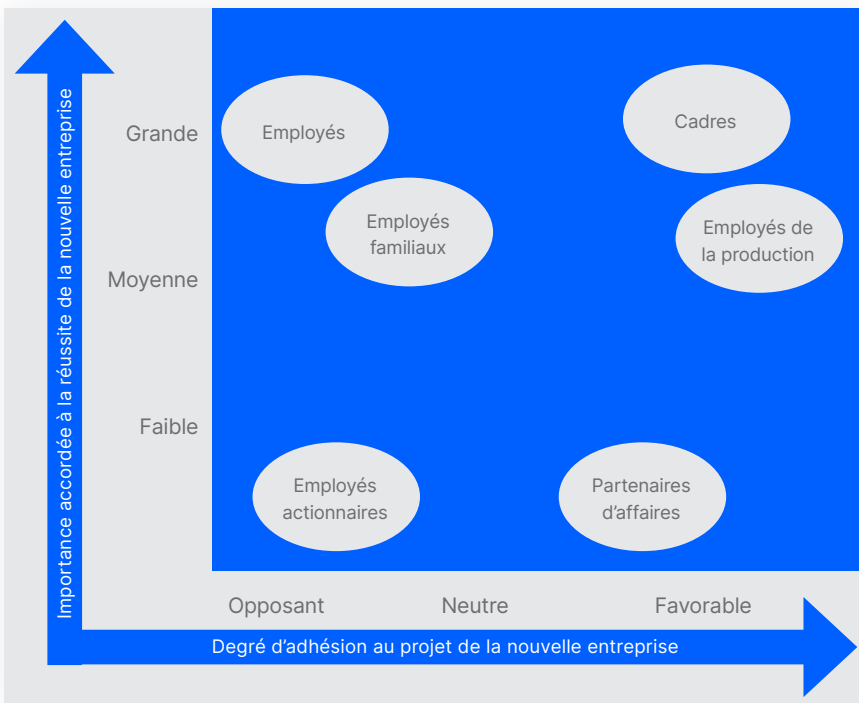 Importance accordée à la réussite de la nouvelle entreprise
Grande
Moyenne
Faible
Employés
Cadres
Employés
familiaux
Employés de
la production
Employés
actionnaires
Partenaires
d’affaires
Opposant
Neutre
Favorable
Degré d’adhésion au projet de la nouvelle entreprise